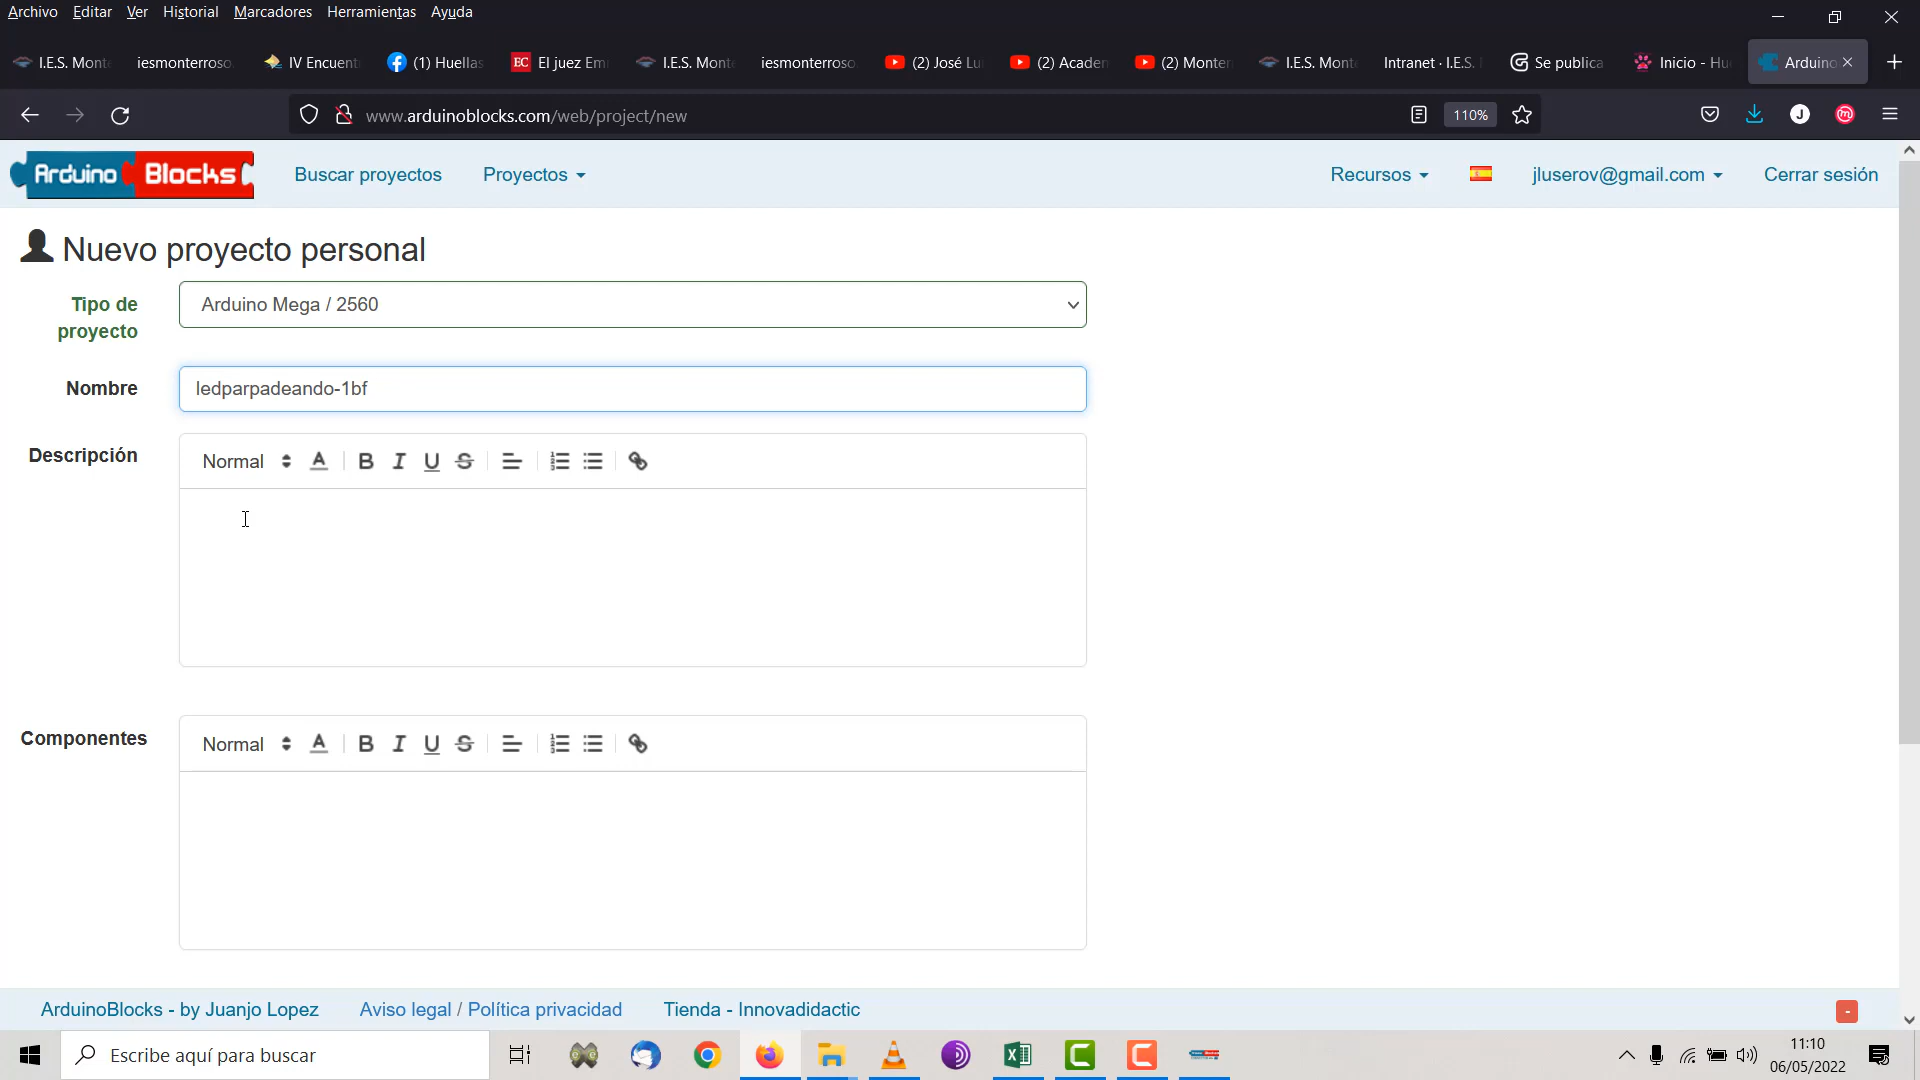 Archivo Editar Ver Historial Marcadores Herramientas Ayuda
I.E.S. Monte iesmonterroso. IV Encuent (1) Huellas EC El juez Em I.E.S. Mont iesmonterroso. (2) José Lu (2) Academ (2) Monter I.E.S. Mont Intranet · I.E.S. Se publica Inicio - Hu Arduino
www.arduinoblocks.com/web/project/new 110% J m
Arduino Blocks Buscar proyectos Proyectos Recursos jluserov@gmail.com Cerrar sesión
Nuevo proyecto personal
Tipo de proyecto Arduino Mega / 2560
Nombre ledparpadeando-1bf
Descripción Normal A B I U S
Componentes Normal A B I U S
ArduinoBlocks - by Juanjo Lopez Aviso legal / Política privacidad Tienda - Innovadidactic -
Escribe aquí para buscar 11:10
06/05/2022